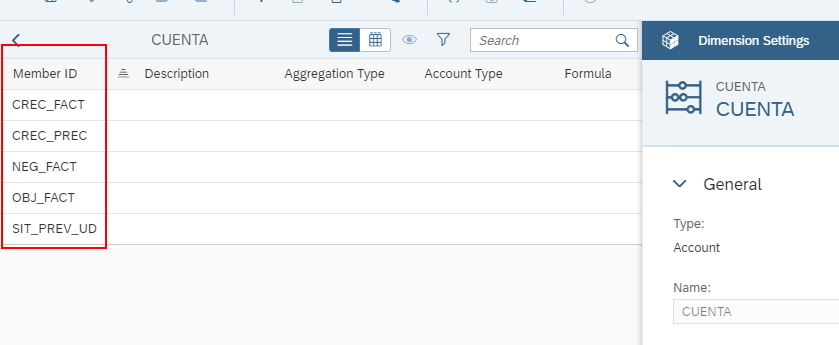 CUENTA
Search
Member ID Description Aggregation Type Account Type Formula
CREC_FACT
CREC_PREC
NEG_FACT
OBJ_FACT
SIT_PREV_UD
Dimension Settings
CUENTA
CUENTA
General
Type:
Account
Name:
CUENTA